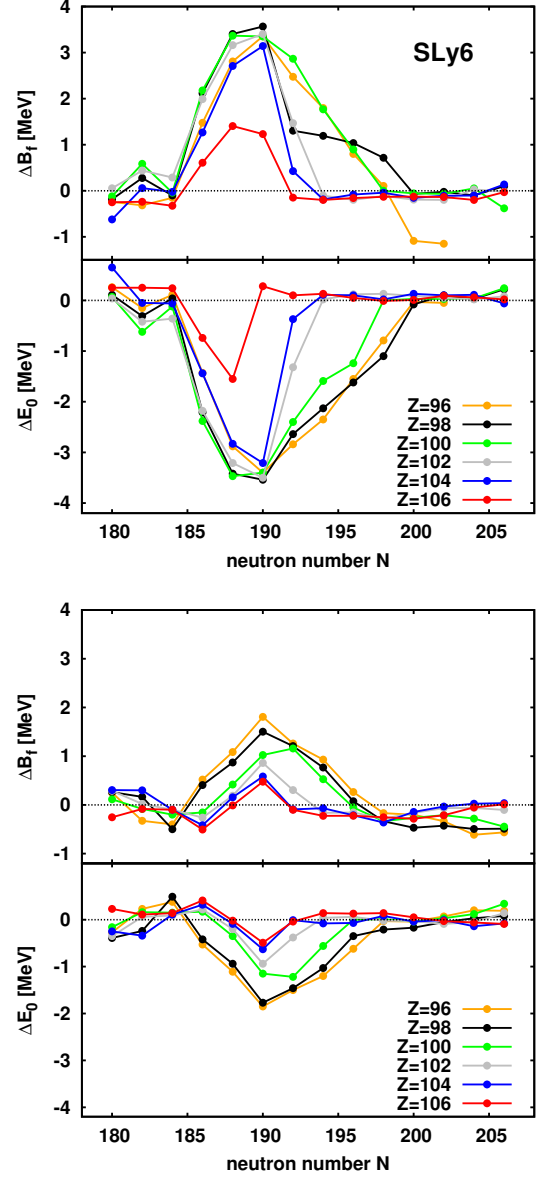 4
3
2
1
0
-1
ΔB_f [MeV]
SLy6
0
-1
-2
-3
-4
ΔE_0 [MeV]
Z=96
Z=98
Z=100
Z=102
Z=104
Z=106
180 185 190 195 200 205
neutron number N
4
3
2
1
0
-1
ΔB_f [MeV]
0
-1
-2
-3
-4
ΔE_0 [MeV]
Z=96
Z=98
Z=100
Z=102
Z=104
Z=106
180 185 190 195 200 205
neutron number N